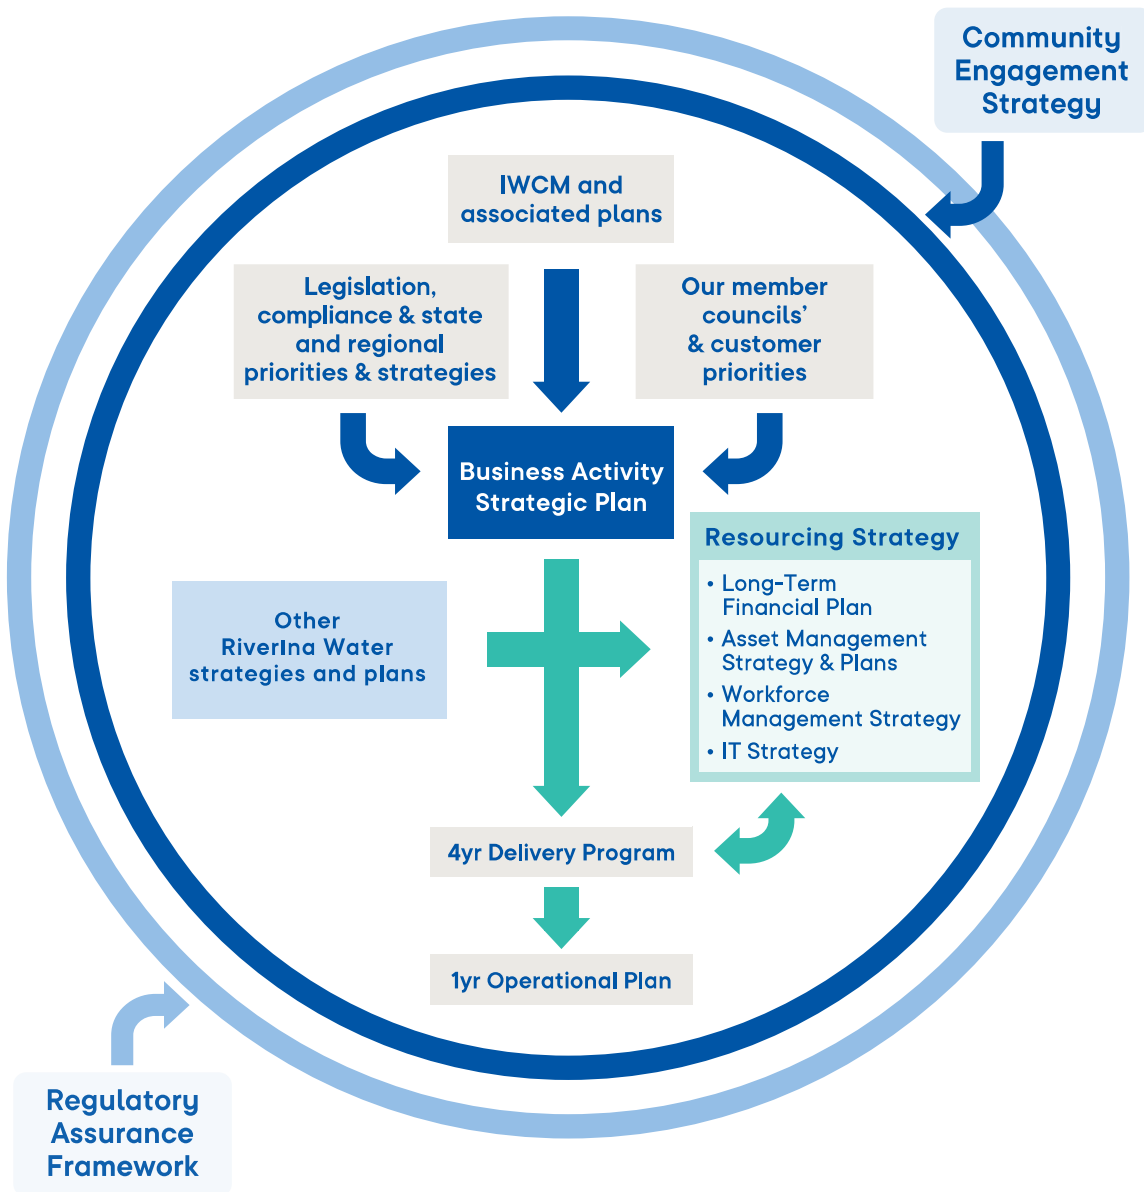 Community
Engagement
Strategy
IWCM and
associated plans
Legislation,
compliance & state
and regional
priorities & strategies
Our member
councils’
& customer
priorities
Business Activity
Strategic Plan
Resourcing Strategy
• Long-Term
Financial Plan
• Asset Management
Strategy & Plans
• Workforce
Management Strategy
• IT Strategy
Other
RiverIna Water
strategies and plans
4yr Delivery Program
1yr Operational Plan
Regulatory
Assurance
Framework